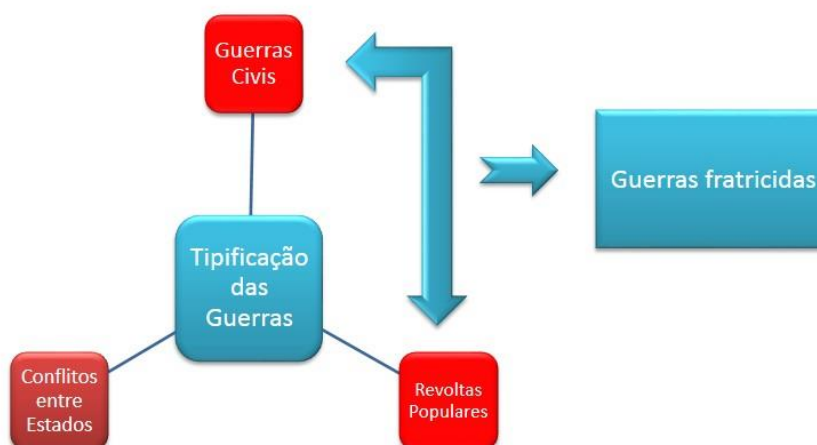 Guerras
Civis
Guerras fratricidas
Tipificação
das
Guerras
Conflitos
entre
Estados
Revoltas
Populares